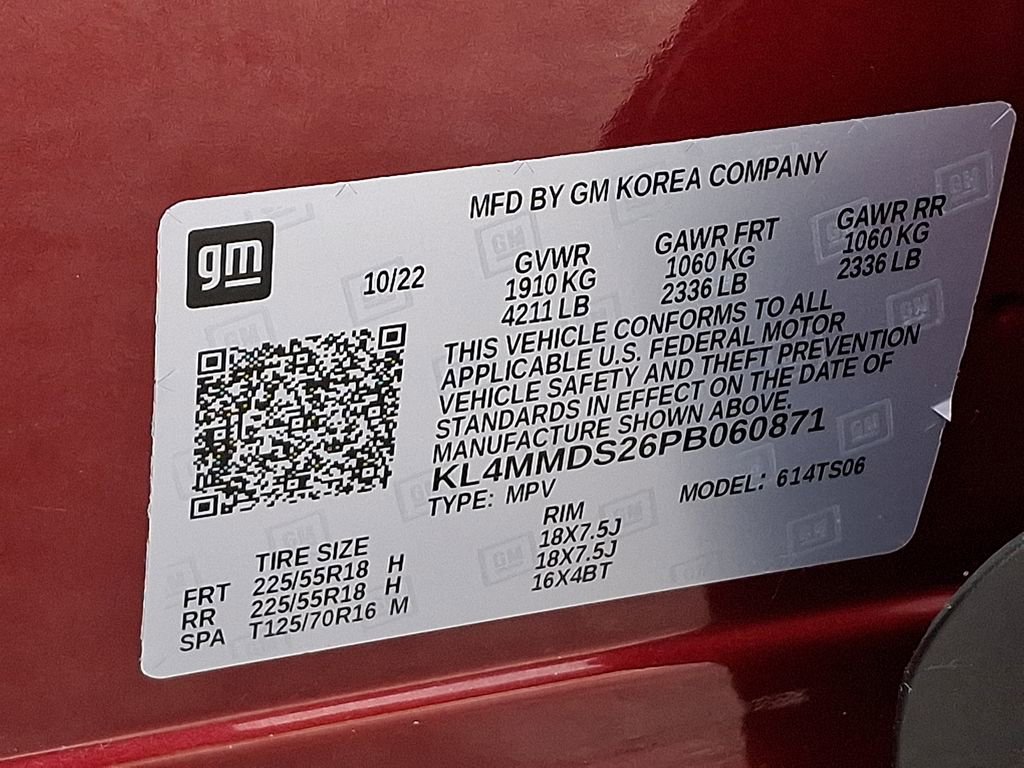 MFD BY GM KOREA COMPANY
gm
10/22
GVWR GAWR FRT GAWR RR
1910 KG 1060 KG 1060 KG
4211 LB 2336 LB 2336 LB
THIS VEHICLE CONFORMS TO ALL
APPLICABLE U.S. FEDERAL MOTOR
VEHICLE SAFETY AND THEFT PREVENTION
STANDARDS IN EFFECT ON THE DATE OF
MANUFACTURE SHOWN ABOVE.
KL4MMDS26PB060871
TYPE: MPV MODEL: 614TS06
TIRE SIZE RIM
FRT 225/55R18 H 18X7.5J
RR 225/55R18 H 18X7.5J
SPA T125/70R16 M 16X4BT